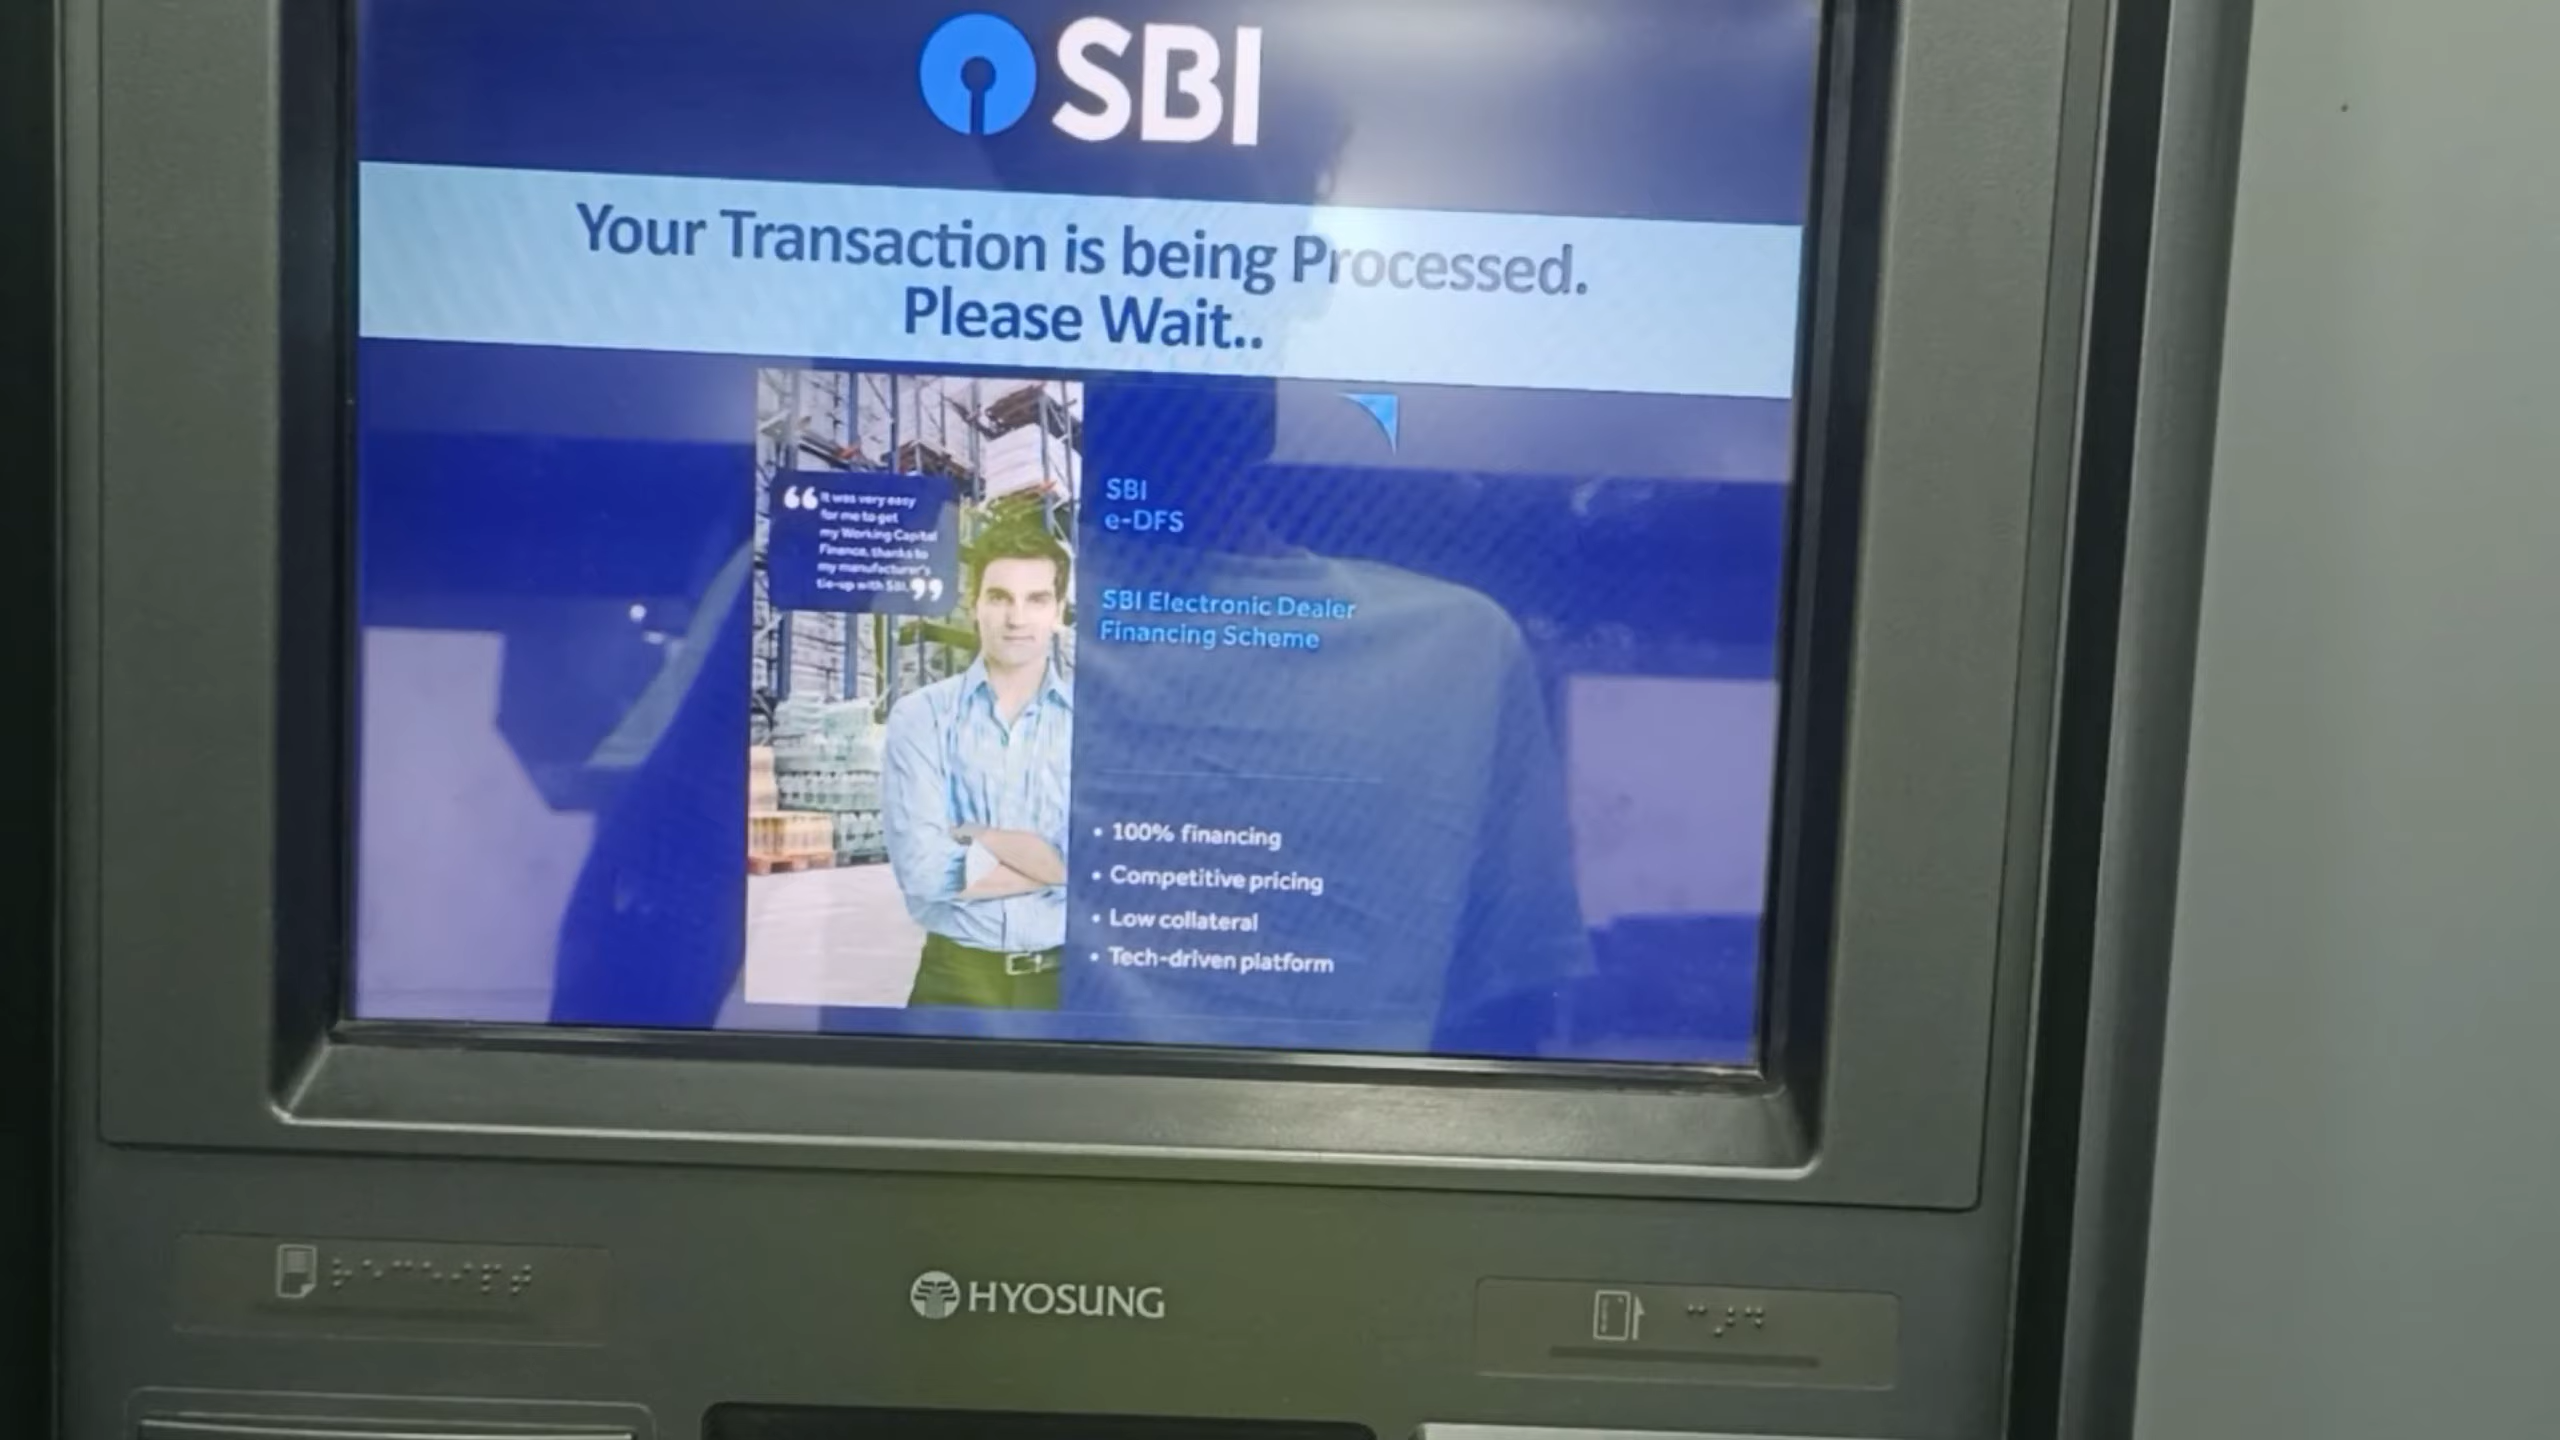 SBI
Your Transaction is being Processed.
Please Wait..
It was very easy
for me to get
my Working Capital
Finance, thanks to
my manufacturer's
tie-up with SBI.
SBI
e-DFS
SBI Electronic Dealer
Financing Scheme
• 100% financing
• Competitive pricing
• Low collateral
• Tech-driven platform
HYOSUNG